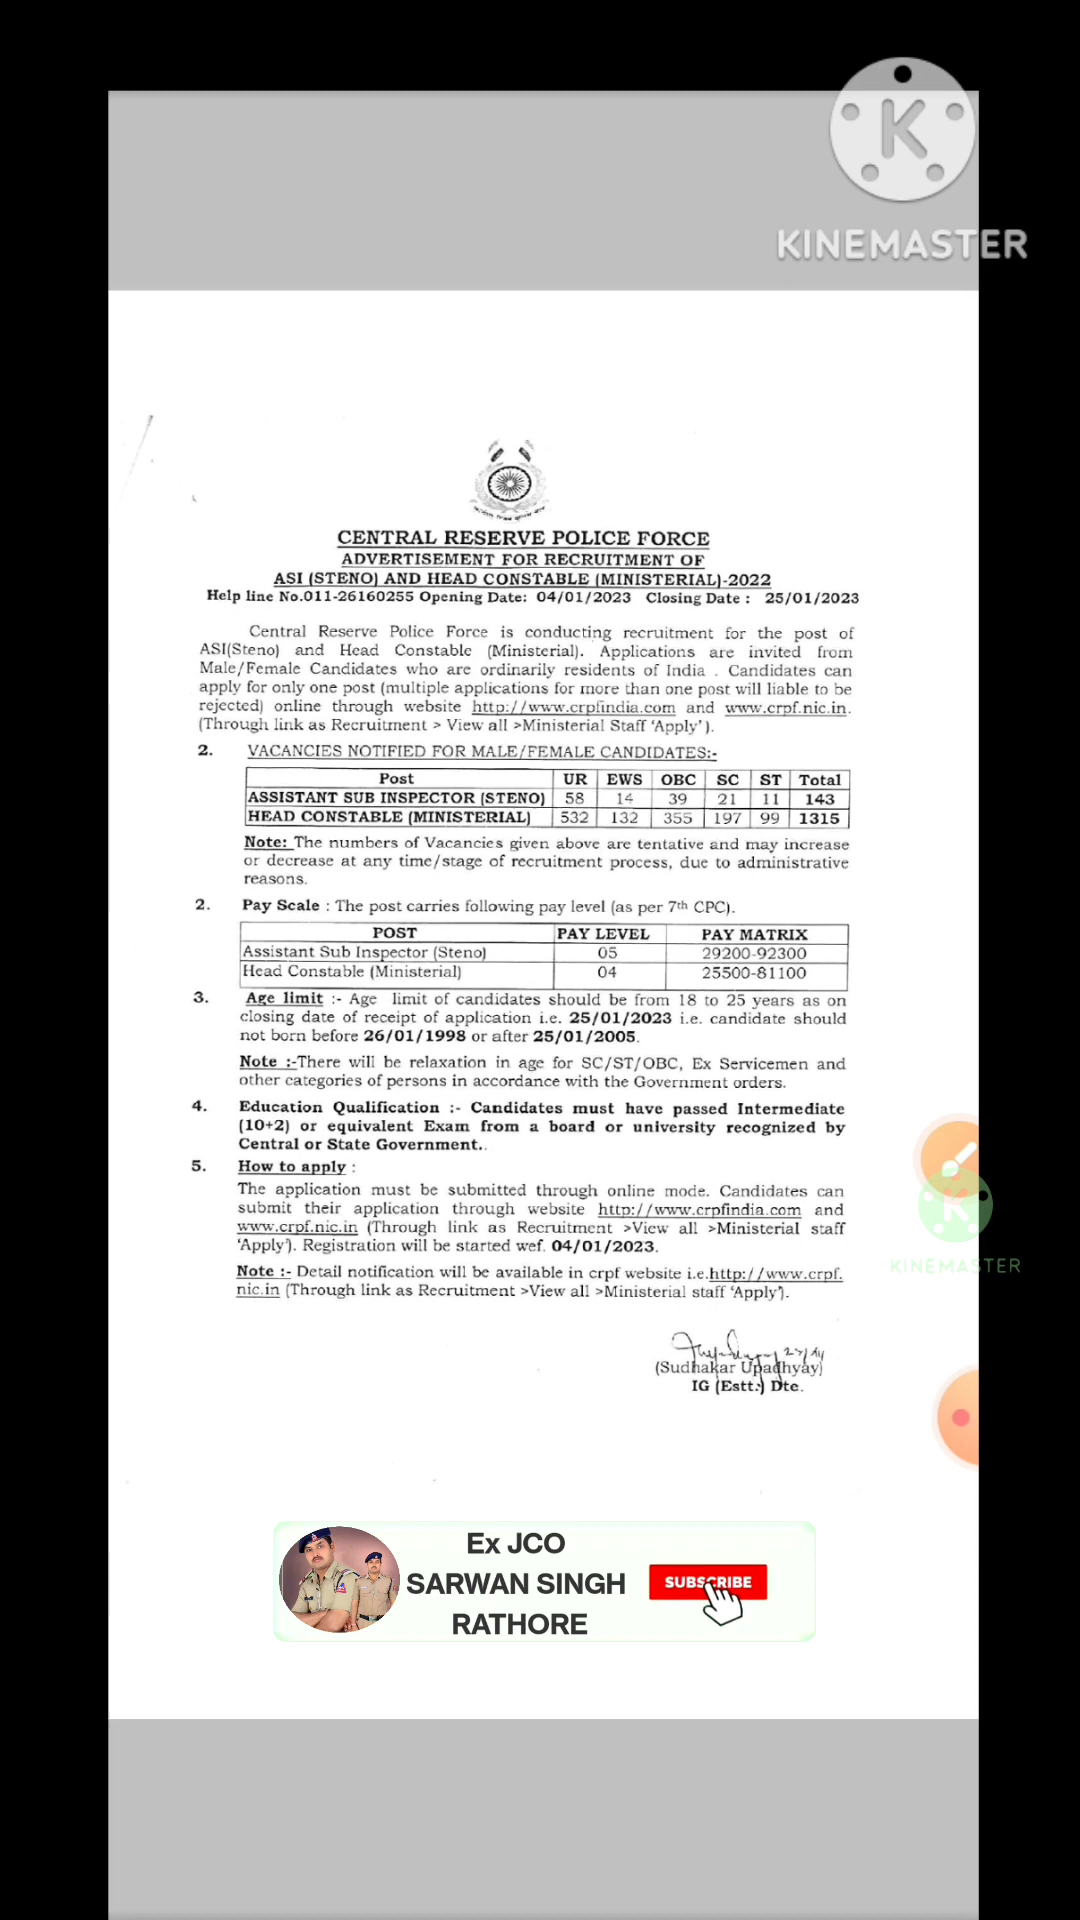 K
KINEMASTER
CENTRAL RESERVE POLICE FORCE
ADVERTISEMENT FOR RECRUITMENT OF
ASI (STENO) AND HEAD CONSTABLE (MINISTERIAL)-2022
Help line No.011-26160255 Opening Date: 04/01/2023 Closing Date : 25/01/2023
Central Reserve Police Force is conducting recruitment for the post of
ASI(Steno) and Head Constable (Ministerial). Applications are invited from
Male/Female Candidates who are ordinarily residents of India . Candidates can
apply for only one post (multiple applications for more than one post will liable to be
rejected) online through website http://www.crpfindia.com and www.crpf.nic.in.
(Through link as Recruitment > View all >Ministerial Staff 'Apply').
2. VACANCIES NOTIFIED FOR MALE/FEMALE CANDIDATES:-
Post UR EWS OBC SC ST Total
ASSISTANT SUB INSPECTOR (STENO) 58 14 39 21 11 143
HEAD CONSTABLE (MINISTERIAL) 532 132 355 197 99 1315
Note: The numbers of Vacancies given above are tentative and may increase
or decrease at any time/stage of recruitment process, due to administrative
reasons.
2. Pay Scale : The post carries following pay level (as per 7th CPC).
POST PAY LEVEL PAY MATRIX
Assistant Sub Inspector (Steno) 05 29200-92300
Head Constable (Ministerial) 04 25500-81100
3. Age limit :- Age limit of candidates should be from 18 to 25 years as on
closing date of receipt of application i.e. 25/01/2023 i.e. candidate should
not born before 26/01/1998 or after 25/01/2005.
Note :-There will be relaxation in age for SC/ST/OBC, Ex Servicemen and
other categories of persons in accordance with the Government orders.
4. Education Qualification :- Candidates must have passed Intermediate
(10+2) or equivalent Exam from a board or university recognized by
Central or State Government..
5. How to apply :
The application must be submitted through online mode. Candidates can
submit their application through website http://www.crpfindia.com and
www.crpf.nic.in (Through link as Recruitment >View all >Ministerial staff
'Apply'). Registration will be started wef. 04/01/2023.
K
KINEMASTER
Note :- Detail notification will be available in crpf website i.e.http://www.crpf.
nic.in (Through link as Recruitment >View all >Ministerial staff 'Apply').
(Sudhakar Upadhyay)
IG (Estt.) Dte.
Ex JCO
SARWAN SINGH
RATHORE
SUBSCRIBE